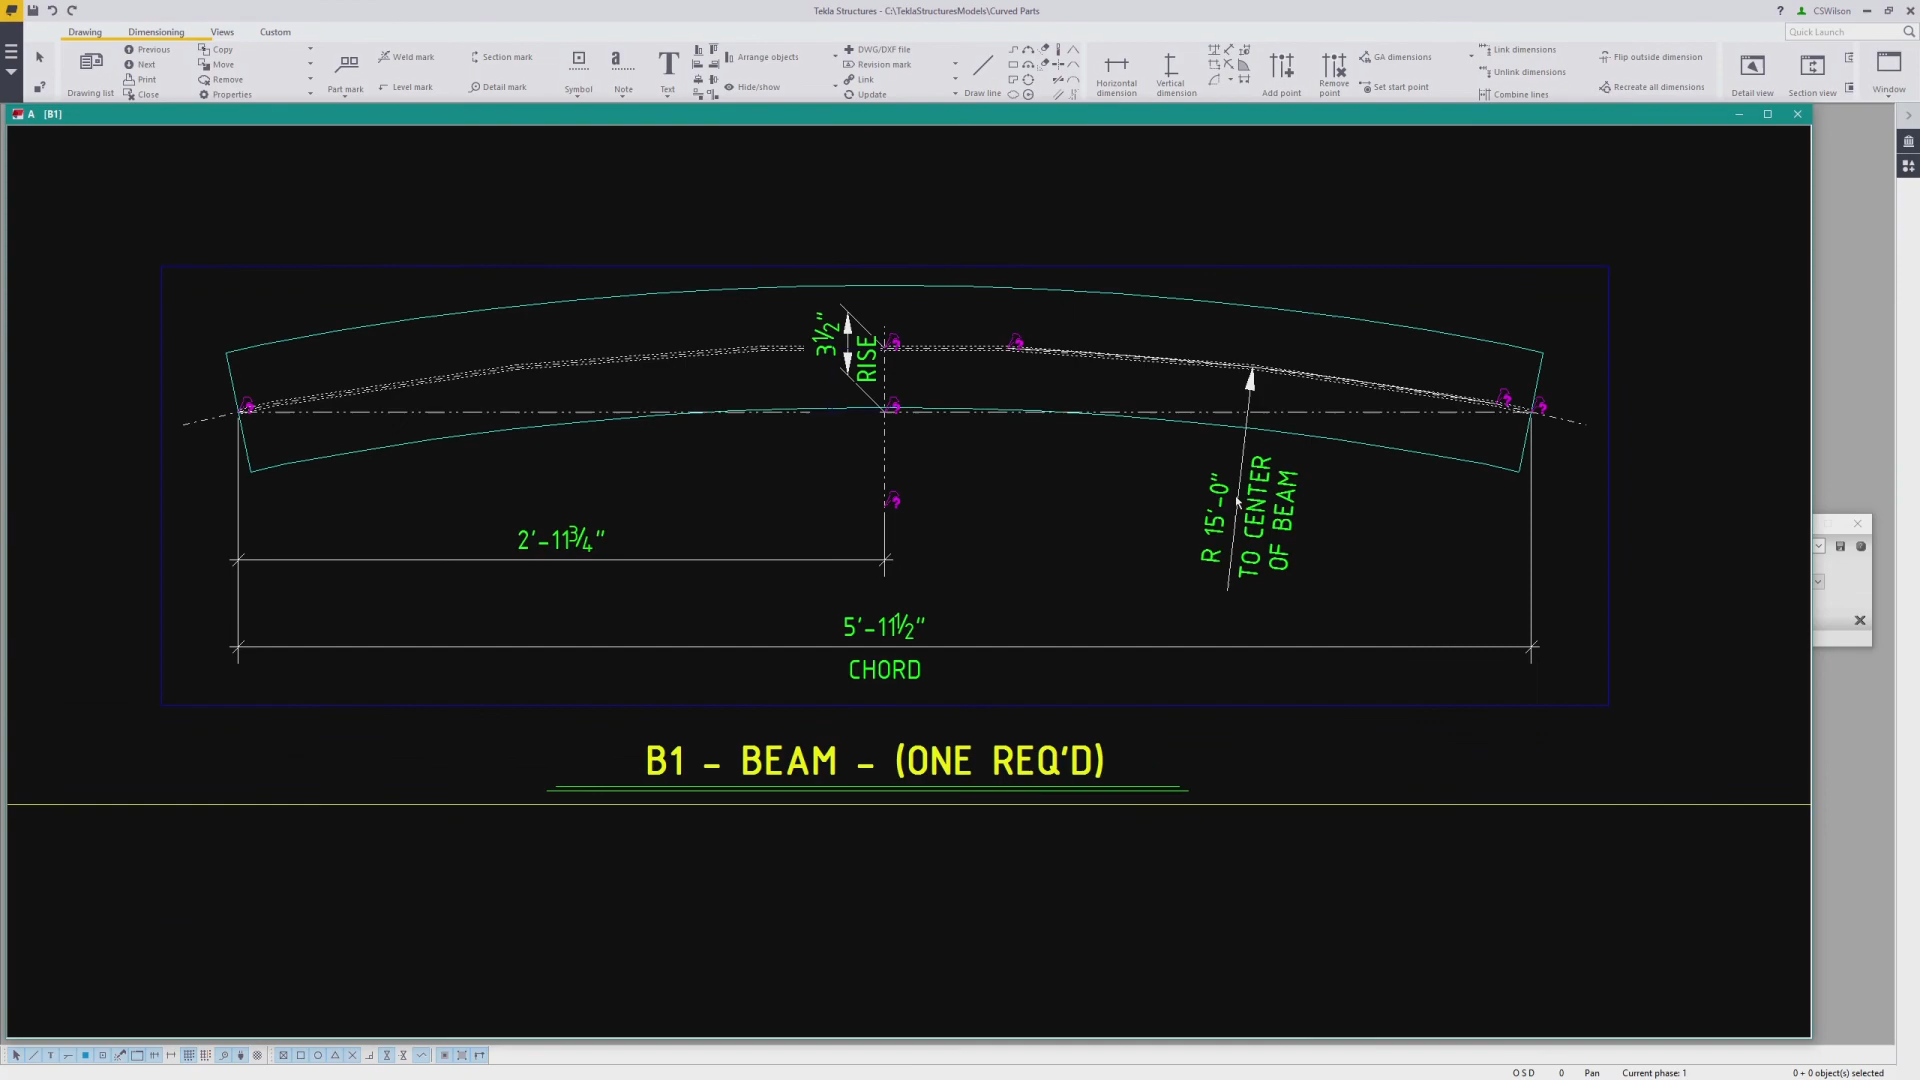 Tekla Structures - C:\TeklaStructuresModels\Curved Parts
? CSWilson
Drawing Dimensioning Views Custom
Quick Launch
Drawing list
Previous
Next
Print
Close
Copy
Move
Remove
Properties
Part mark
Weld mark
Level mark
Section mark
Detail mark
Symbol
Note
Text
Arrange objects
Hide/show
DWG/DXF file
Revision mark
Link
Update
Draw line
Horizontal dimension
Vertical dimension
Add point
Remove point
GA dimensions
Set start point
Link dimensions
Unlink dimensions
Combine lines
Flip outside dimension
Recreate all dimensions
Detail view
Section view
Window
A [B1]
3½"
RISE
R 15'-0"
TO CENTER
OF BEAM
2'-11¾"
5'-11½"
CHORD
B1 - BEAM - (ONE REQ'D)
O S D 0 Pan Current phase: 1 0 + 0 object(s) selected